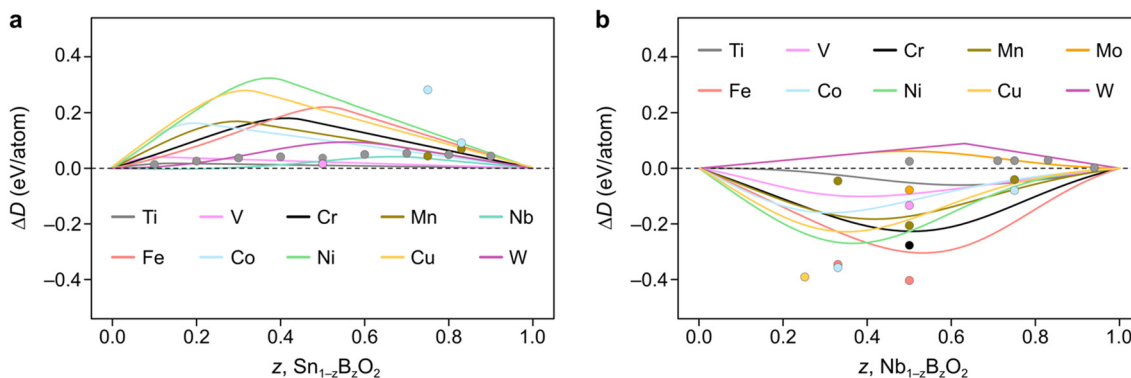 a
b
0.4
0.2
0.0
−0.2
−0.4
ΔD (eV/atom)
Ti V Cr Mn Nb
Fe Co Ni Cu W
0.0 0.2 0.4 0.6 0.8 1.0
z, Sn1−zBzO2
0.4
0.2
0.0
−0.2
−0.4
ΔD (eV/atom)
Ti V Cr Mn Mo
Fe Co Ni Cu W
0.0 0.2 0.4 0.6 0.8 1.0
z, Nb1−zBzO2